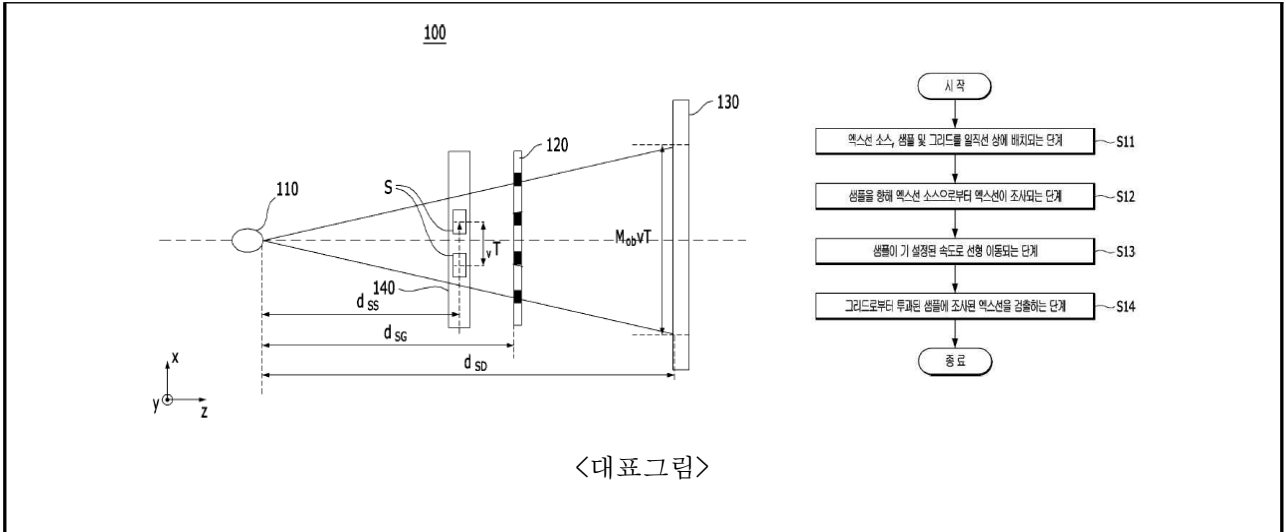 100
110
S
140
120
130
vT
MobvT
dSS
dSG
dSD
x
y
z
시 작
엑스선 소스, 샘플 및 그리드를 일직선 상에 배치되는 단계
S11
샘플을 향해 엑스선 소스으로부터 엑스선이 조사되는 단계
S12
샘플이 기 설정된 속도로 선형 이동되는 단계
S13
그리드로부터 투과된 샘플에 조사된 엑스선을 검출하는 단계
S14
종 료
<대표그림>